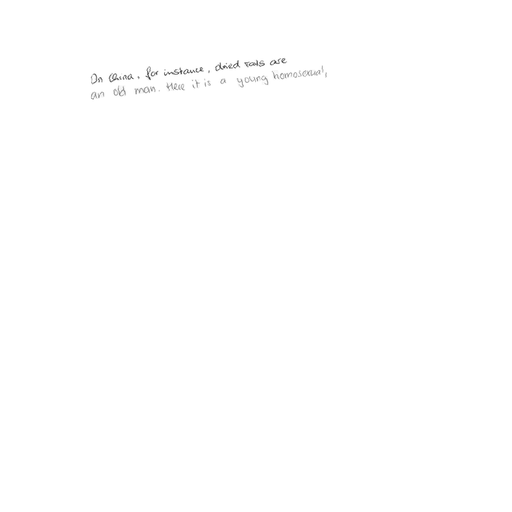 In China, for instance, dried rats are
an old man. Here it is a young homosexual,